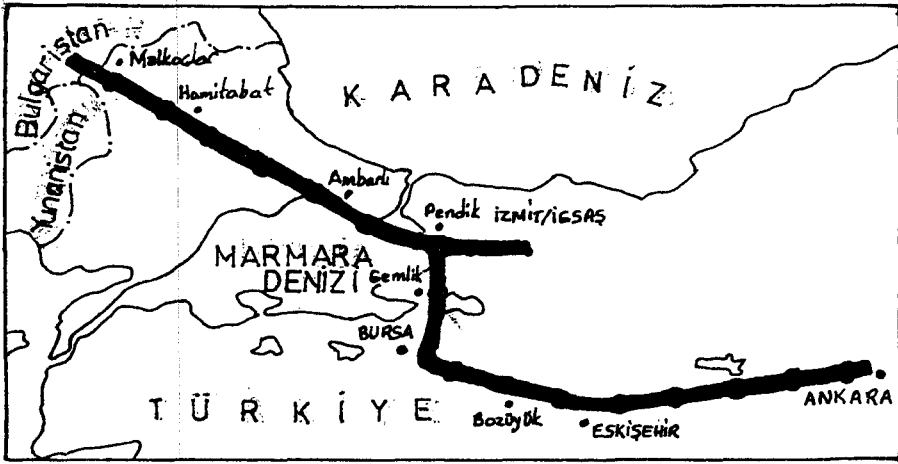 Bulgaristan
Malkoçlar
Hamitabat
KARADENİZ
Yunanistan
Ambarlı
Pendik İZMİT/İGSAŞ
MARMARA
DENİZİ
Gemlik
BURSA
TÜRKİYE
Bozüyük
ESKİŞEHİR
ANKARA